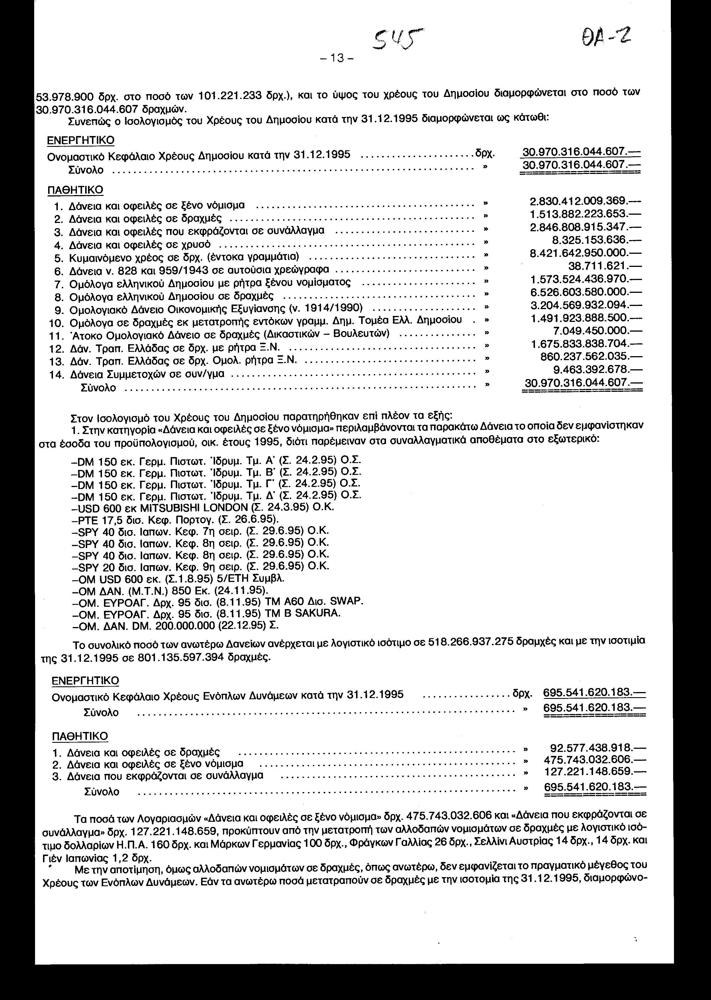 545
ΘΑ-2
– 13 –
53.978.900 δρχ. στο ποσό των 101.221.233 δρχ.), και το ύψος του χρέους του Δημοσίου διαμορφώνεται στο ποσό των
30.970.316.044.607 δραχμών.
Συνεπώς ο Ισολογισμός του Χρέους του Δημοσίου κατά την 31.12.1995 διαμορφώνεται ως κάτωθι:
ΕΝΕΡΓΗΤΙΚΟ
Ονομαστικό Κεφάλαιο Χρέους Δημοσίου κατά την 31.12.1995 ........................ δρχ. 30.970.316.044.607.—
Σύνολο ........................ » 30.970.316.044.607.—
ΠΑΘΗΤΙΚΟ
1. Δάνεια και οφειλές σε ξένο νόμισμα ........................ » 2.830.412.009.369.—
2. Δάνεια και οφειλές σε δραχμές ........................ » 1.513.882.223.653.—
3. Δάνεια και οφειλές που εκφράζονται σε συνάλλαγμα ........................ » 2.846.808.915.347.—
4. Δάνεια και οφειλές σε χρυσό ........................ » 8.325.153.636.—
5. Κυμαινόμενο χρέος σε δρχ. (έντοκα γραμμάτια) ........................ » 8.421.642.950.000.—
6. Δάνεια ν. 828 και 959/1943 σε αυτούσια χρεώγραφα ........................ » 38.711.621.—
7. Ομόλογα ελληνικού Δημοσίου με ρήτρα ξένου νομίσματος ........................ » 1.573.524.436.970.—
8. Ομόλογα ελληνικού Δημοσίου σε δραχμές ........................ » 6.526.603.580.000.—
9. Ομολογιακό Δάνειο Οικονομικής Εξυγίανσης (ν. 1914/1990) ........................ » 3.204.569.932.094.—
10. Ομόλογα σε δραχμές εκ μετατροπής εντόκων γραμμ. Δημ. Τομέα Ελλ. Δημοσίου . » 1.491.923.888.500.—
11. Άτοκο Ομολογιακό Δάνειο σε δραχμές (Δικαστικών – Βουλευτών) ............... » 7.049.450.000.—
12. Δάν. Τραπ. Ελλάδας σε δρχ. με ρήτρα Ξ.Ν. ........................ » 1.675.833.838.704.—
13. Δάν. Τραπ. Ελλάδας σε δρχ. Ομολ. ρήτρα Ξ.Ν. ........................ » 860.237.562.035.—
14. Δάνεια Συμμετοχών σε συν/γμα ........................ » 9.463.392.678.—
Σύνολο ........................ » 30.970.316.044.607.—
Στον Ισολογισμό του Χρέους του Δημοσίου παρατηρήθηκαν επί πλέον τα εξής:
1. Στην κατηγορία «Δάνεια και οφειλές σε ξένο νόμισμα» περιλαμβάνονται τα παρακάτω Δάνεια το οποία δεν εμφανίστηκαν
στα έσοδα του προϋπολογισμού, οικ. έτους 1995, διότι παρέμειναν στα συναλλαγματικά αποθέματα στο εξωτερικό:
–DM 150 εκ. Γερμ. Πιστωτ. Ίδρυμ. Τμ. Α' (Σ. 24.2.95) Ο.Σ.
–DM 150 εκ. Γερμ. Πιστωτ. Ίδρυμ. Τμ. Β' (Σ. 24.2.95) Ο.Σ.
–DM 150 εκ. Γερμ. Πιστωτ. Ίδρυμ. Τμ. Γ' (Σ. 24.2.95) Ο.Σ.
–DM 150 εκ. Γερμ. Πιστωτ. Ίδρυμ. Τμ. Δ' (Σ. 24.2.95) Ο.Σ.
–USD 600 εκ MITSUBISHI LONDON (Σ. 24.3.95) Ο.Κ.
–PTE 17,5 δισ. Κεφ. Πορτογ. (Σ. 26.6.95).
–SPY 40 δισ. Ιαπων. Κεφ. 7η σειρ. (Σ. 29.6.95) Ο.Κ.
–SPY 40 δισ. Ιαπων. Κεφ. 8η σειρ. (Σ. 29.6.95) Ο.Κ.
–SPY 40 δισ. Ιαπων. Κεφ. 8η σειρ. (Σ. 29.6.95) Ο.Κ.
–SPY 20 δισ. Ιαπων. Κεφ. 9η σειρ. (Σ. 29.6.95) Ο.Κ.
–ΟΜ USD 600 εκ. (Σ.1.8.95) 5/ΕΤΗ Συμβλ.
–ΟΜ ΔΑΝ. (Μ.Τ.Ν.) 850 Εκ. (24.11.95).
–ΟΜ. ΕΥΡΟΑΓ. Δρχ. 95 δισ. (8.11.95) ΤΜ Α60 Δισ. SWAP.
–ΟΜ. ΕΥΡΟΑΓ. Δρχ. 95 δισ. (8.11.95) ΤΜ Β SAKURA.
–ΟΜ. ΔΑΝ. DM. 200.000.000 (22.12.95) Σ.
Το συνολικό ποσό των ανωτέρω Δανείων ανέρχεται με λογιστικό ισότιμο σε 518.266.937.275 δραμχές και με την ισοτιμία
της 31.12.1995 σε 801.135.597.394 δραχμές.
ΕΝΕΡΓΗΤΙΚΟ
Ονομαστικό Κεφάλαιο Χρέους Ενόπλων Δυνάμεων κατά την 31.12.1995 ................. δρχ. 695.541.620.183.—
Σύνολο ........................ » 695.541.620.183.—
ΠΑΘΗΤΙΚΟ
1. Δάνεια και οφειλές σε δραχμές ........................ » 92.577.438.918.—
2. Δάνεια και οφειλές σε ξένο νόμισμα ........................ » 475.743.032.606.—
3. Δάνεια που εκφράζονται σε συνάλλαγμα ........................ » 127.221.148.659.—
Σύνολο ........................ » 695.541.620.183.—
Τα ποσά των Λογαριασμών «Δάνεια και οφειλές σε ξένο νόμισμα» δρχ. 475.743.032.606 και «Δάνεια που εκφράζονται σε
συνάλλαγμα» δρχ. 127.221.148.659, προκύπτουν από την μετατροπή των αλλοδαπών νομισμάτων σε δραχμές με λογιστικό ισό-
τιμο δολλαρίων Η.Π.Α. 160 δρχ. και Μάρκων Γερμανίας 100 δρχ., Φράγκων Γαλλίας 26 δρχ., Σελλίνι Αυστρίας 14 δρχ., 14 δρχ. και
Γιέν Ιαπωνίας 1,2 δρχ.
Με την αποτίμηση, όμως αλλοδαπών νομισμάτων σε δραχμές, όπως ανωτέρω, δεν εμφανίζεται το πραγματικό μέγεθος του
Χρέους των Ενόπλων Δυνάμεων. Εάν τα ανωτέρω ποσά μετατραπούν σε δραχμές με την ισοτομία της 31.12.1995, διαμορφώνο-